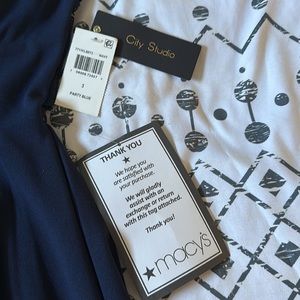 City Studio
3
PARTY BLUE
THANK YOU
We hope you
are satisfied with
your purchase.
We will gladly
assist with an
exchange or return
with this tag attached.
Thank you!
macy's